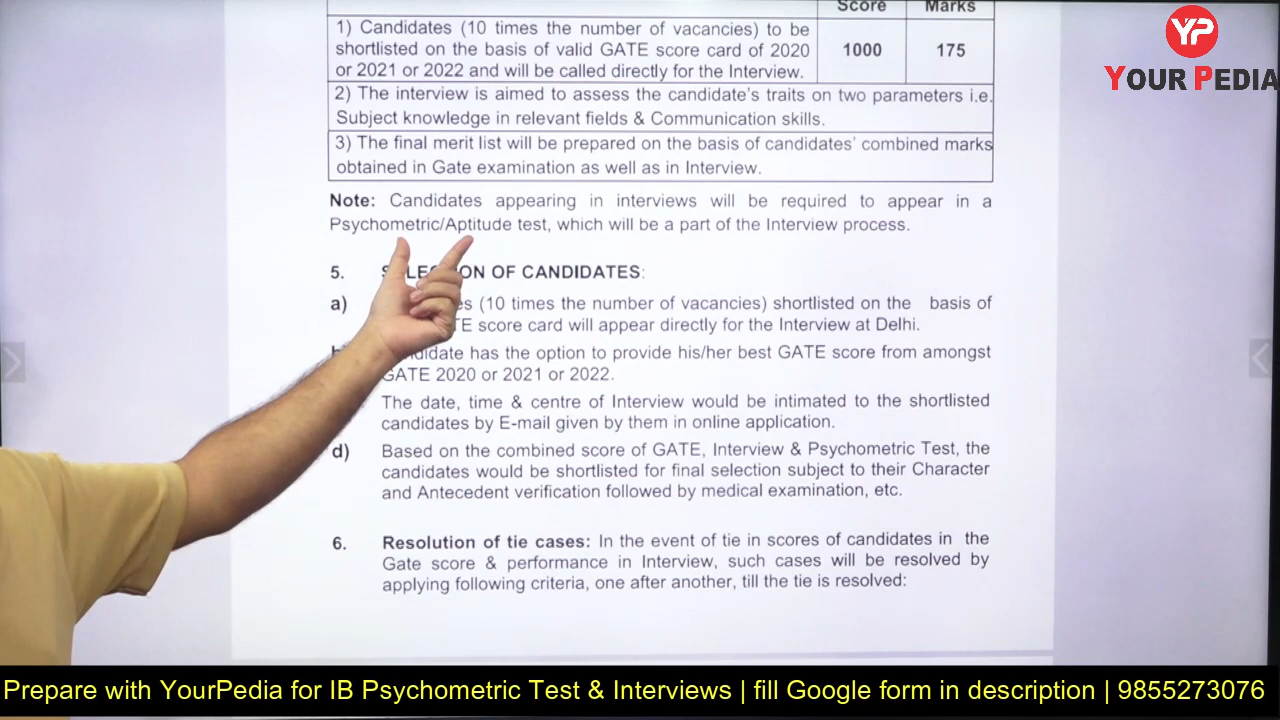 Score Marks
1) Candidates (10 times the number of vacancies) to be
shortlisted on the basis of valid GATE score card of 2020
or 2021 or 2022 and will be called directly for the Interview.
1000 175
2) The interview is aimed to assess the candidate's traits on two parameters i.e.
Subject knowledge in relevant fields & Communication skills.
3) The final merit list will be prepared on the basis of candidates' combined marks
obtained in Gate examination as well as in Interview.
Note: Candidates appearing in interviews will be required to appear in a
Psychometric/Aptitude test, which will be a part of the Interview process.
5. OF CANDIDATES:
a) (10 times the number of vacancies) shortlisted on the basis of
score card will appear directly for the Interview at Delhi.
has the option to provide his/her best GATE score from amongst
GATE 2020 or 2021 or 2022.
The date, time & centre of Interview would be intimated to the shortlisted
candidates by E-mail given by them in online application.
d) Based on the combined score of GATE, Interview & Psychometric Test, the
candidates would be shortlisted for final selection subject to their Character
and Antecedent verification followed by medical examination, etc.
6. Resolution of tie cases: In the event of tie in scores of candidates in the
Gate score & performance in Interview, such cases will be resolved by
applying following criteria, one after another, till the tie is resolved:
YP
YOUR PEDIA
Prepare with YourPedia for IB Psychometric Test & Interviews | fill Google form in description | 9855273076